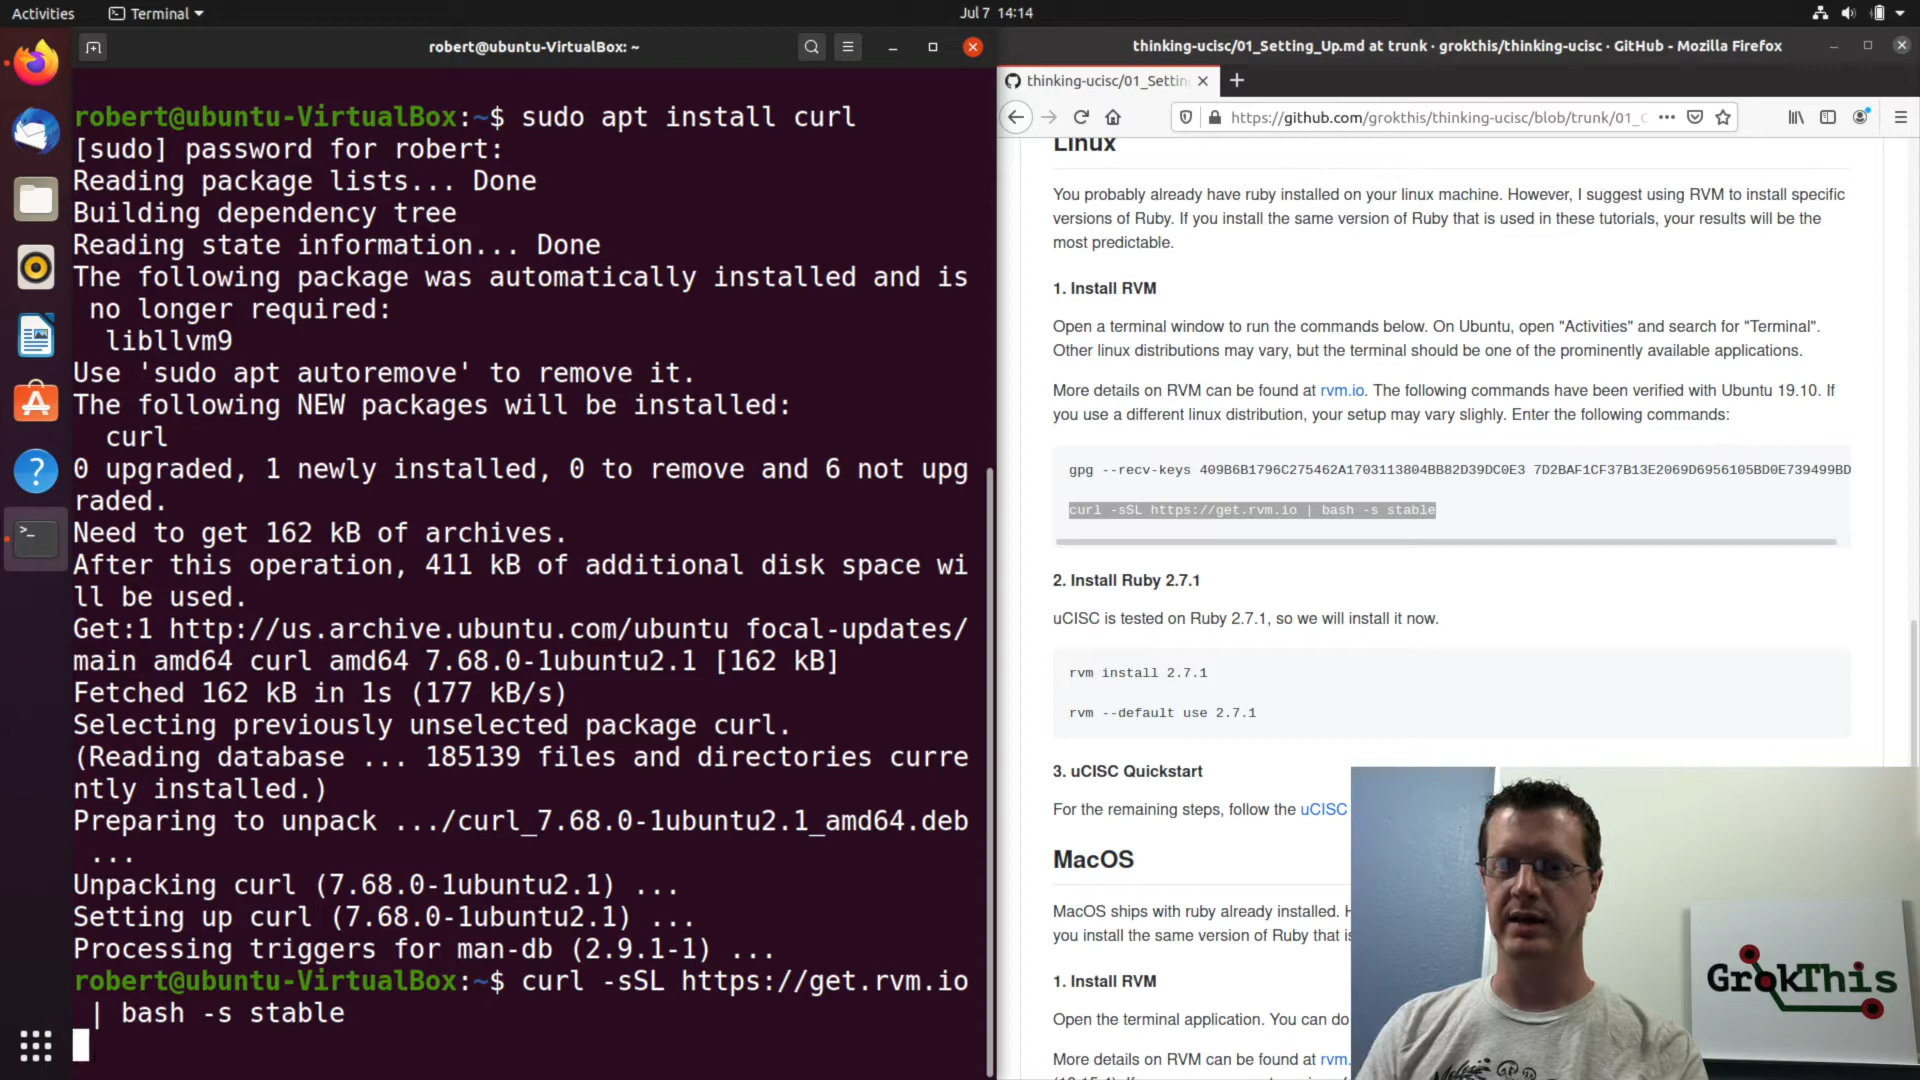 Activities
Terminal
Jul 7 14:14
robert@ubuntu-VirtualBox: ~
robert@ubuntu-VirtualBox:~$ sudo apt install curl
[sudo] password for robert:
Reading package lists... Done
Building dependency tree
Reading state information... Done
The following package was automatically installed and is
no longer required:
libllvm9
Use 'sudo apt autoremove' to remove it.
The following NEW packages will be installed:
curl
0 upgraded, 1 newly installed, 0 to remove and 6 not upg
raded.
Need to get 162 kB of archives.
After this operation, 411 kB of additional disk space wi
ll be used.
Get:1 http://us.archive.ubuntu.com/ubuntu focal-updates/
main amd64 curl amd64 7.68.0-1ubuntu2.1 [162 kB]
Fetched 162 kB in 1s (177 kB/s)
Selecting previously unselected package curl.
(Reading database ... 185139 files and directories curre
ntly installed.)
Preparing to unpack .../curl_7.68.0-1ubuntu2.1_amd64.deb
...
Unpacking curl (7.68.0-1ubuntu2.1) ...
Setting up curl (7.68.0-1ubuntu2.1) ...
Processing triggers for man-db (2.9.1-1) ...
robert@ubuntu-VirtualBox:~$ curl -sSL https://get.rvm.io
| bash -s stable
thinking-ucisc/01_Setting_Up.md at trunk · grokthis/thinking-ucisc · GitHub - Mozilla Firefox
thinking-ucisc/01_Settin
https://github.com/grokthis/thinking-ucisc/blob/trunk/01_
Linux
You probably already have ruby installed on your linux machine. However, I suggest using RVM to install specific
versions of Ruby. If you install the same version of Ruby that is used in these tutorials, your results will be the
most predictable.
1. Install RVM
Open a terminal window to run the commands below. On Ubuntu, open "Activities" and search for "Terminal".
Other linux distributions may vary, but the terminal should be one of the prominently available applications.
More details on RVM can be found at rvm.io. The following commands have been verified with Ubuntu 19.10. If
you use a different linux distribution, your setup may vary slighly. Enter the following commands:
gpg --recv-keys 409B6B1796C275462A1703113804BB82D39DC0E3 7D2BAF1CF37B13E2069D6956105BD0E739499BD
curl -sSL https://get.rvm.io | bash -s stable
2. Install Ruby 2.7.1
uCISC is tested on Ruby 2.7.1, so we will install it now.
rvm install 2.7.1
rvm --default use 2.7.1
3. uCISC Quickstart
For the remaining steps, follow the uCISC
MacOS
MacOS ships with ruby already installed. H
you install the same version of Ruby that is
1. Install RVM
Open the terminal application. You can do
More details on RVM can be found at rvm.
GrokThis